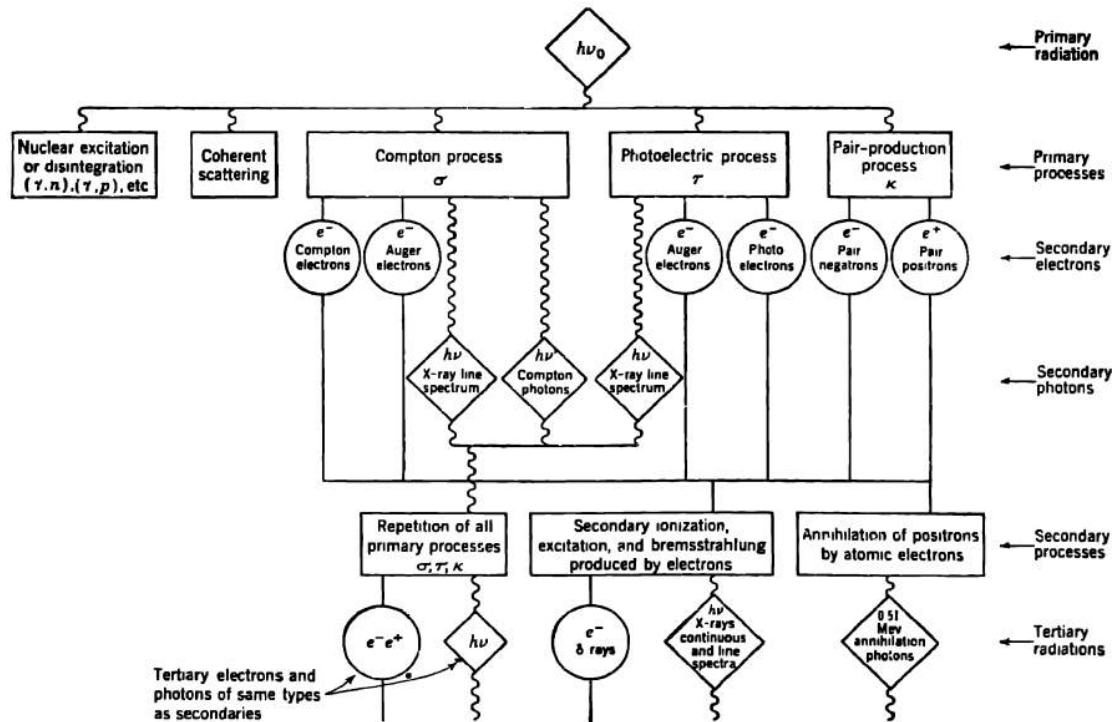 hν₀
Primary
radiation
Nuclear excitation
or disintegration
(γ,n),(γ,p), etc
Coherent
scattering
Compton process
σ
Photoelectric process
τ
Pair-production
process
κ
Primary
processes
e⁻
Compton
electrons
e⁻
Auger
electrons
e⁻
Auger
electrons
e⁻
Photo
electrons
e⁻
Pair
negatrons
e⁺
Pair
positrons
Secondary
electrons
hν
X-ray line
spectrum
hν'
Compton
photons
hν
X-ray line
spectrum
Secondary
photons
Repetition of all
primary processes
σ, τ, κ
Secondary ionization,
excitation, and bremsstrahlung
produced by electrons
Annihilation of positrons
by atomic electrons
Secondary
processes
e⁻e⁺
hν
e⁻
δ rays
hν
X-rays
continuous
and line
spectra
0.51
Mev
annihilation
photons
Tertiary
radiations
Tertiary electrons and
photons of same types
as secondaries